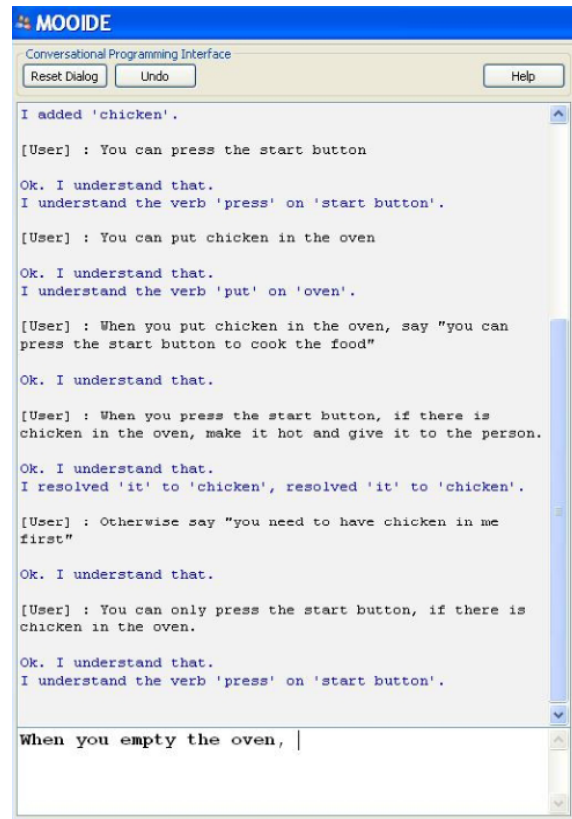 MOOIDE
Conversational Programming Interface
Reset Dialog Undo Help
I added 'chicken'.
[User] : You can press the start button
Ok. I understand that.
I understand the verb 'press' on 'start button'.
[User] : You can put chicken in the oven
Ok. I understand that.
I understand the verb 'put' on 'oven'.
[User] : When you put chicken in the oven, say "you can
press the start button to cook the food"
Ok. I understand that.
[User] : When you press the start button, if there is
chicken in the oven, make it hot and give it to the person.
Ok. I understand that.
I resolved 'it' to 'chicken', resolved 'it' to 'chicken'.
[User] : Otherwise say "you need to have chicken in me
first"
Ok. I understand that.
[User] : You can only press the start button, if there is
chicken in the oven.
Ok. I understand that.
I understand the verb 'press' on 'start button'.
When you empty the oven,